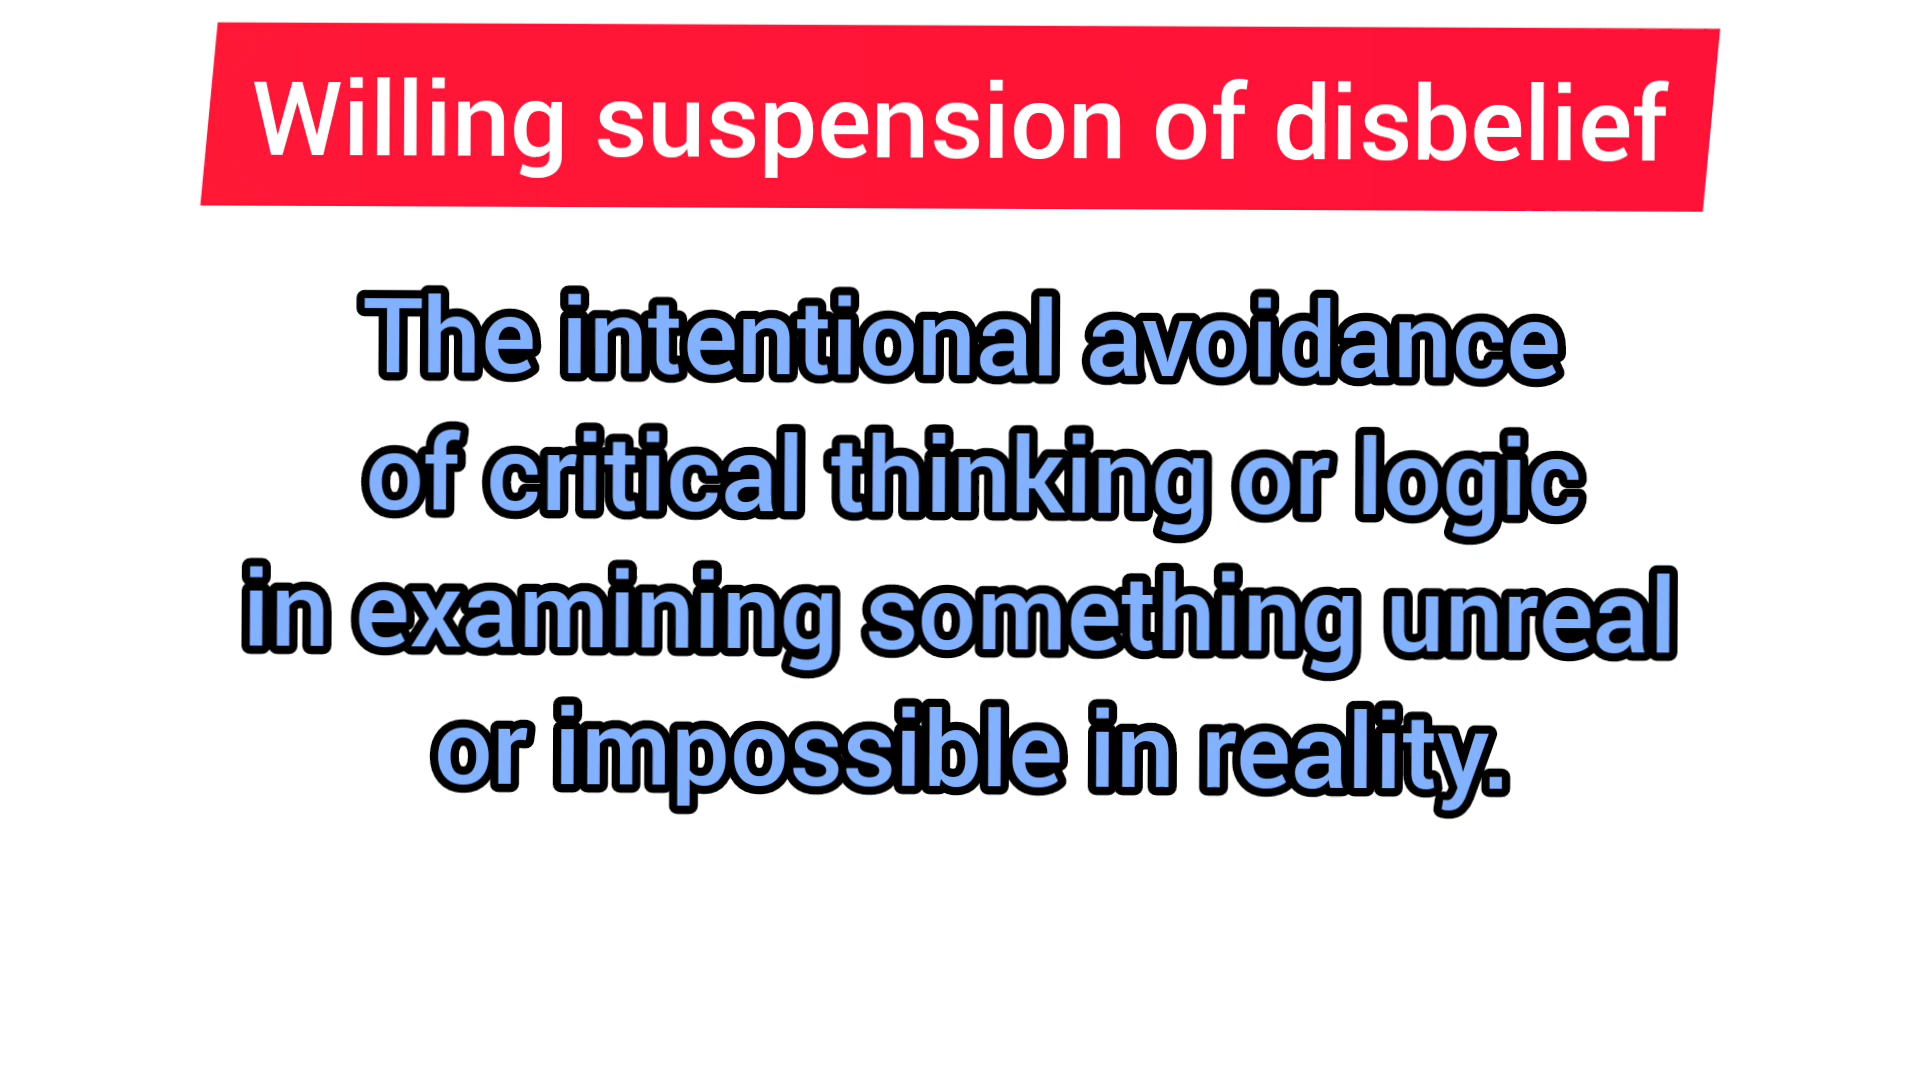 Willing suspension of disbelief
The intentional avoidance
of critical thinking or logic
in examining something unreal
or impossible in reality.